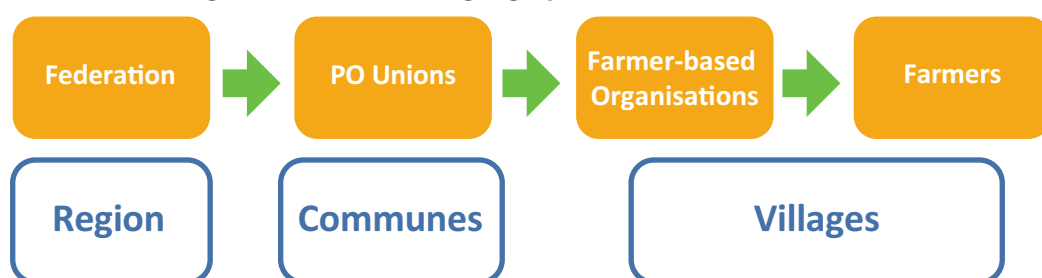 Federation
PO Unions
Farmer-based
Organisations
Farmers
Region
Communes
Villages